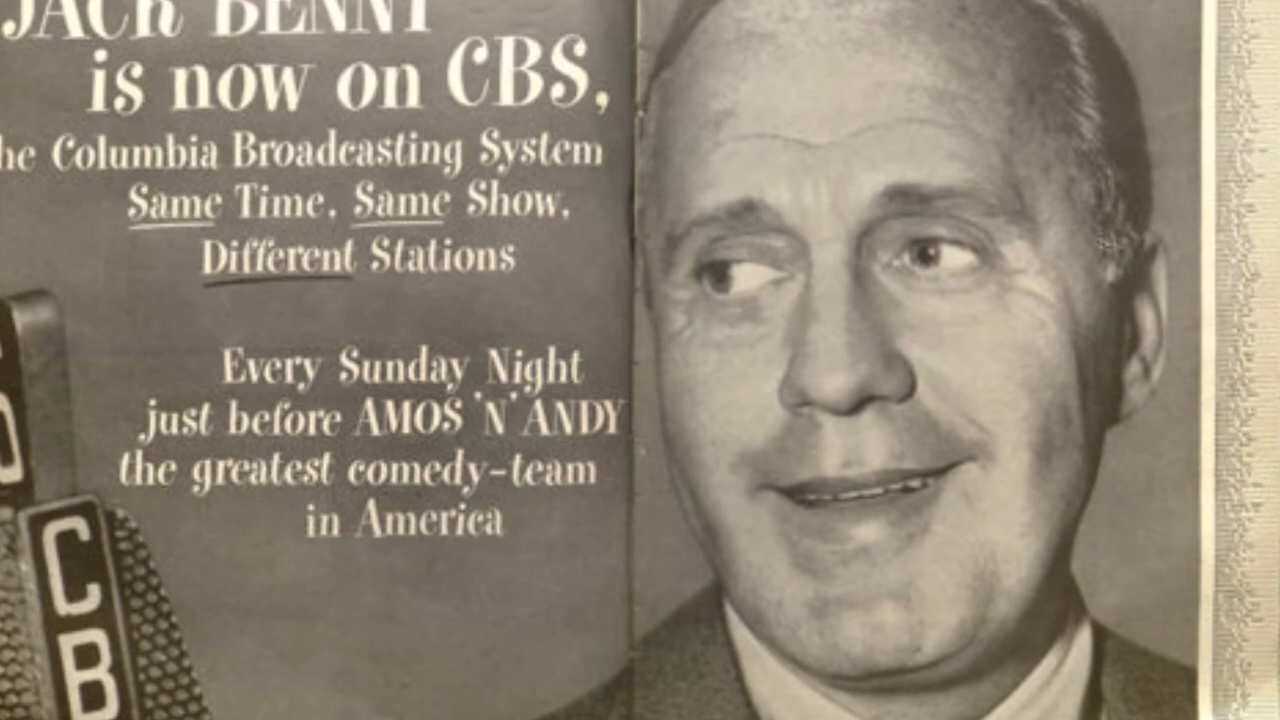 JACK BENNY
is now on CBS,
he Columbia Broadcasting System
Same Time, Same Show,
Different Stations
Every Sunday Night
just before AMOS 'N' ANDY
the greatest comedy-team
in America
C
B